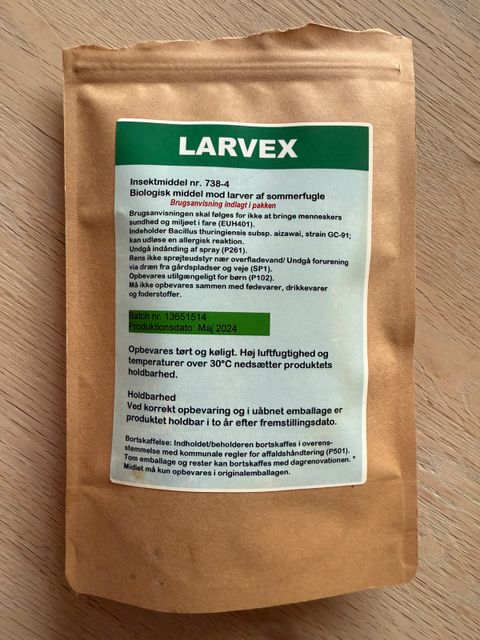 LARVEX
Insektmiddel nr. 738-4
Biologisk middel mod larver af sommerfugle
Brugsanvisning indlagt i pakken
Brugsanvisningen skal følges for ikke at bringe menneskers
sundhed og miljøet i fare (EUH401).
Indeholder Bacillus thuringiensis subsp. aizawai, strain GC-91;
kan udløse en allergisk reaktion.
Undgå indånding af spray (P261).
Rens ikke sprøjteudstyr nær overfladevand/ Undgå forurening
via dræn fra gårdspladser og veje (SP1).
Opbevares utilgængeligt for børn (P102).
Må ikke opbevares sammen med fødevarer, drikkevarer
og foderstoffer.
Batch nr. 13651514
Produktionsdato: Maj 2024
Opbevares tørt og køligt. Høj luftfugtighed og
temperaturer over 30°C nedsætter produktets
holdbarhed.
Holdbarhed
Ved korrekt opbevaring og i uåbnet emballage er
produktet holdbar i to år efter fremstillingsdato.
Bortskaffelse: Indholdet/beholderen bortskaffes i overens-
stemmelse med kommunale regler for affaldshåndtering (P501).
Tom emballage og rester kan bortskaffes med dagrenovationen. *
Midlet må kun opbevares i originalemballagen.